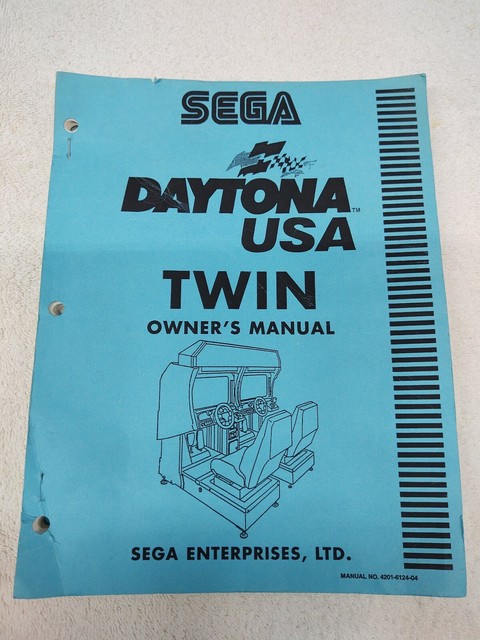 SEGA
DAYTONA™
USA
TWIN
OWNER'S MANUAL
SEGA ENTERPRISES, LTD.
MANUAL NO. 4201-6124-04